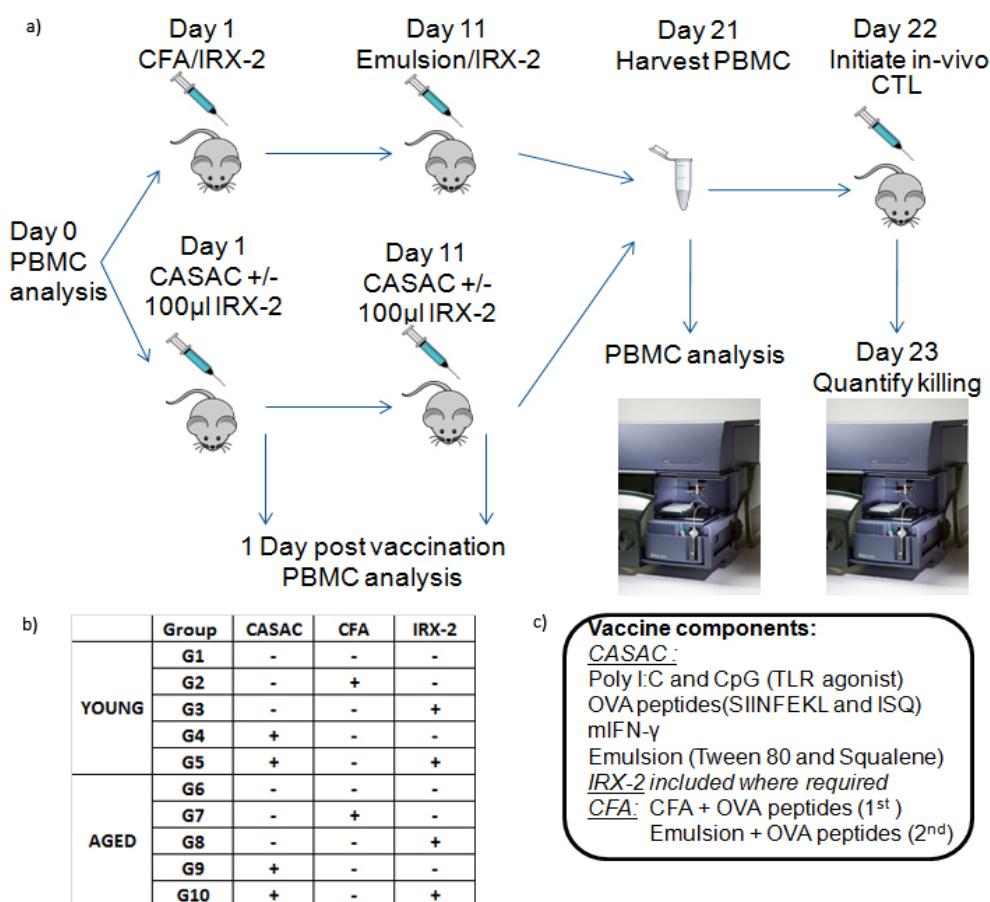 a)
Day 1
CFA/IRX-2
Day 11
Emulsion/IRX-2
Day 21
Harvest PBMC
Day 22
Initiate in-vivo
CTL
Day 0
PBMC
analysis
Day 1
CASAC +/-
100µl IRX-2
Day 11
CASAC +/-
100µl IRX-2
PBMC analysis
Day 23
Quantify killing
1 Day post vaccination
PBMC analysis
b)
Group CASAC CFA IRX-2
YOUNG
G1 - - -
G2 - + -
G3 - - +
G4 + - -
G5 + - +
AGED
G6 - - -
G7 - + -
G8 - - +
G9 + - -
G10 + - +
c)
Vaccine components:
CASAC :
Poly I:C and CpG (TLR agonist)
OVA peptides(SIINFEKL and ISQ)
mIFN-γ
Emulsion (Tween 80 and Squalene)
IRX-2 included where required
CFA: CFA + OVA peptides (1st )
Emulsion + OVA peptides (2nd)